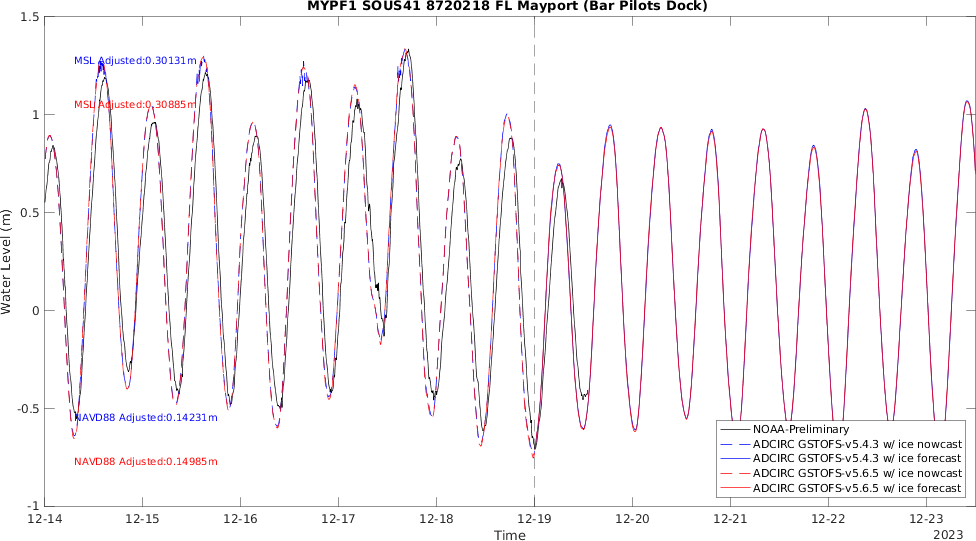 MYPF1 SOUS41 8720218 FL Mayport (Bar Pilots Dock)
1.5
1
0.5
0
-0.5
-1
Water Level (m)
MSL Adjusted:0.30131m
MSL Adjusted:0.30885m
NAVD88 Adjusted:0.14231m
NAVD88 Adjusted:0.14985m
NOAA-Preliminary
ADCIRC GSTOFS-v5.4.3 w/ ice nowcast
ADCIRC GSTOFS-v5.4.3 w/ ice forecast
ADCIRC GSTOFS-v5.6.5 w/ ice nowcast
ADCIRC GSTOFS-v5.6.5 w/ ice forecast
12-14 12-15 12-16 12-17 12-18 12-19 12-20 12-21 12-22 12-23
Time
2023